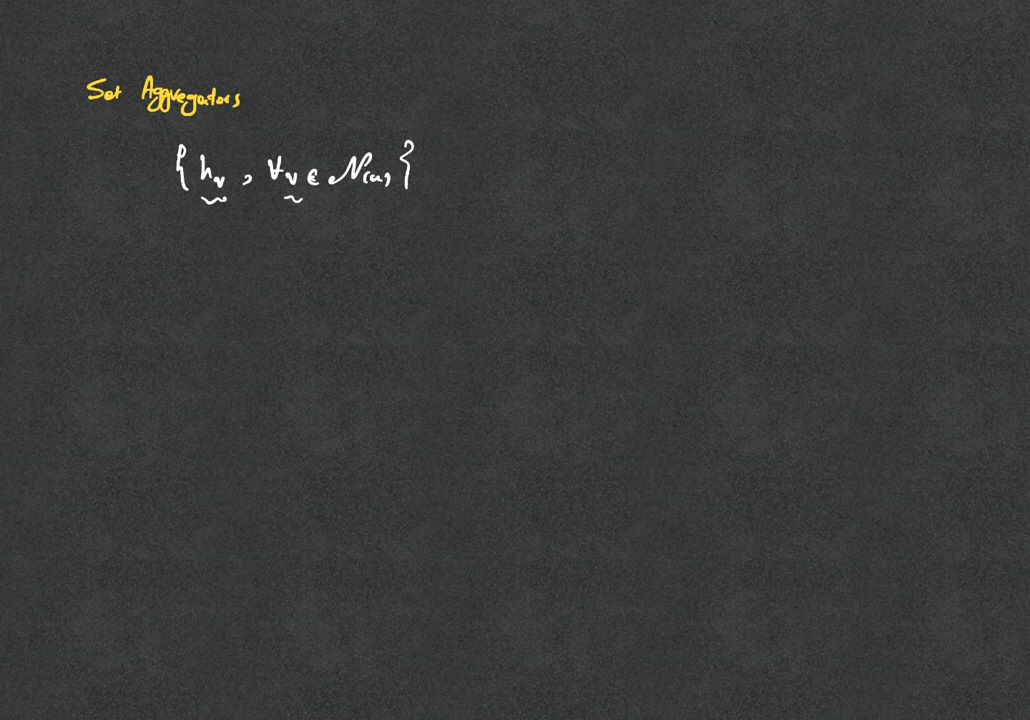 Set Aggregators
{ h_v , ∀v ∈ N(u) }